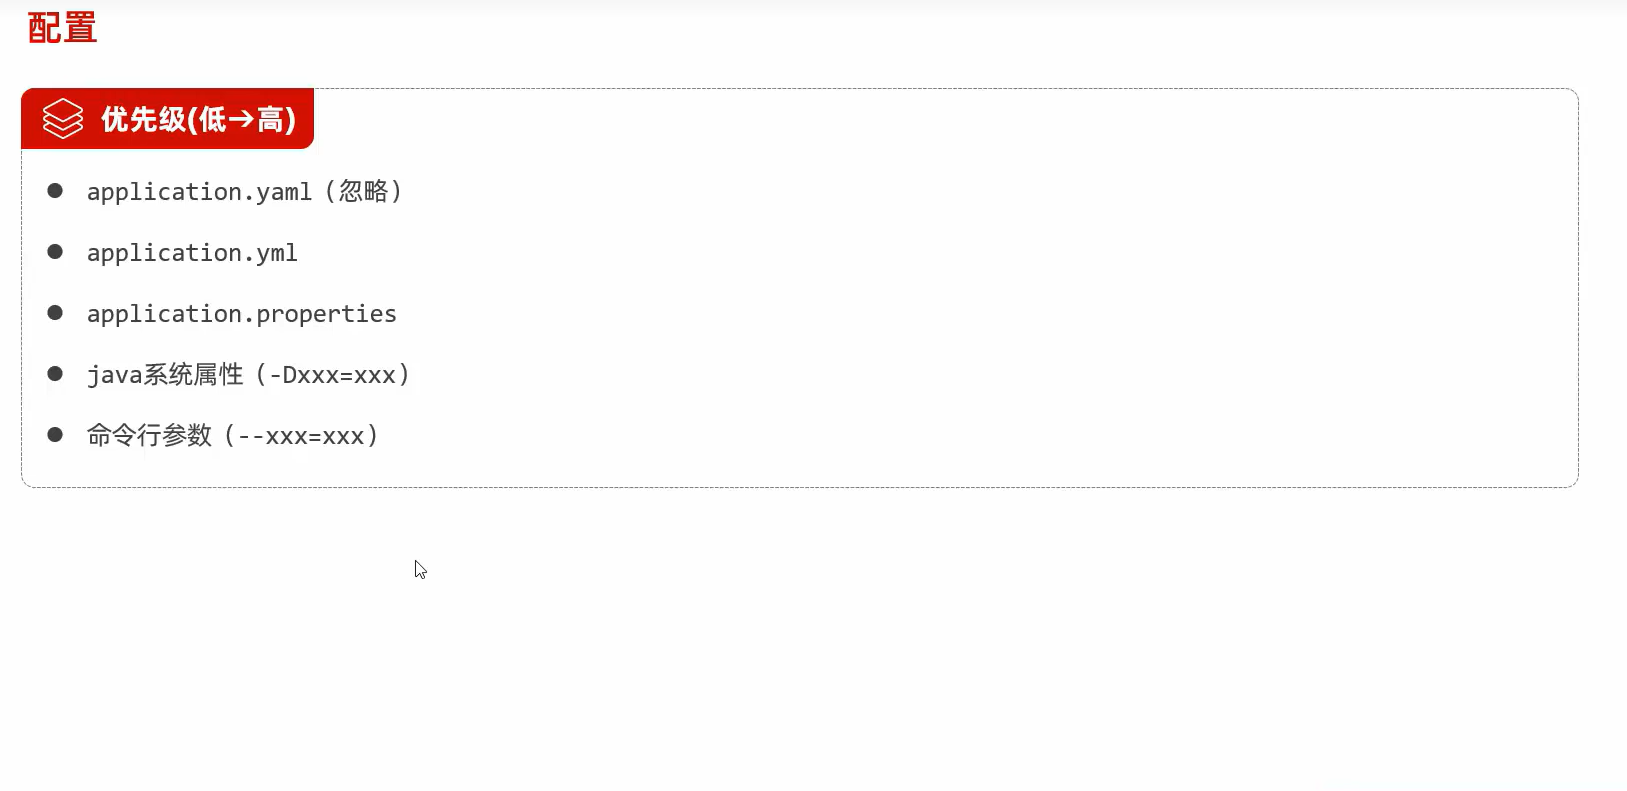 配置
优先级(低→高)
● application.yaml（忽略）
● application.yml
● application.properties
● java系统属性（-Dxxx=xxx）
● 命令行参数（--xxx=xxx）